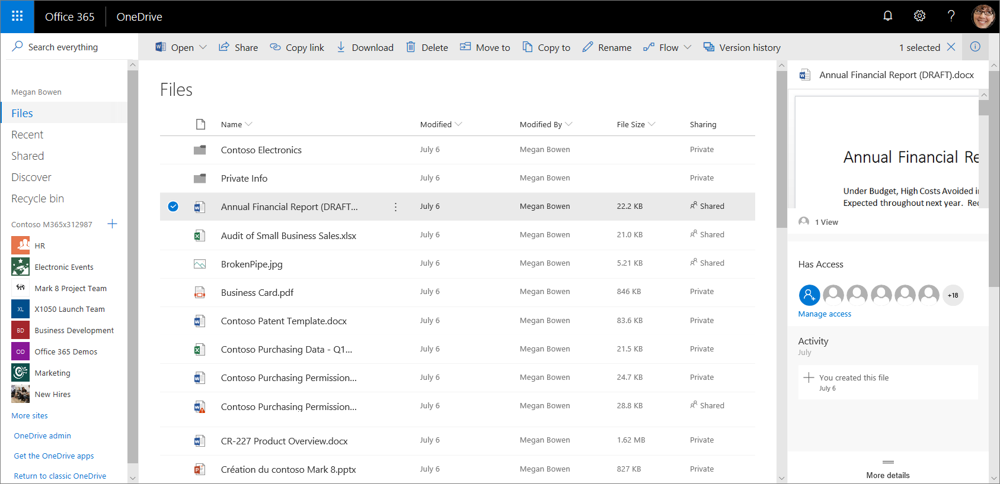 Office 365 OneDrive
Search everything
Open Share Copy link Download Delete Move to Copy to Rename Flow Version history 1 selected
Megan Bowen
Files
Recent
Shared
Discover
Recycle bin
Contoso M365x312987
HR
Electronic Events
Mark 8 Project Team
XL X1050 Launch Team
BD Business Development
OD Office 365 Demos
Marketing
New Hires
More sites
OneDrive admin
Get the OneDrive apps
Return to classic OneDrive
Files
Name Modified Modified By File Size Sharing
Contoso Electronics July 6 Megan Bowen Private
Private Info July 6 Megan Bowen Private
Annual Financial Report (DRAFT... July 6 Megan Bowen 22.2 KB Shared
Audit of Small Business Sales.xlsx July 6 Megan Bowen 21.0 KB Shared
BrokenPipe.jpg July 6 Megan Bowen 5.21 KB Shared
Business Card.pdf July 6 Megan Bowen 846 KB Private
Contoso Patent Template.docx July 6 Megan Bowen 83.6 KB Private
Contoso Purchasing Data - Q1... July 6 Megan Bowen 21.5 KB Private
Contoso Purchasing Permission... July 6 Megan Bowen 24.7 KB Private
Contoso Purchasing Permission... July 6 Megan Bowen 28.8 KB Shared
CR-227 Product Overview.docx July 6 Megan Bowen 1.62 MB Private
Création du contoso Mark 8.pptx July 6 Megan Bowen 827 KB Private
Annual Financial Report (DRAFT).docx
Annual Financial Re
Under Budget, High Costs Avoided i
Expected throughout next year. Rec
1 View
Has Access
+18
Manage access
Activity
July
You created this file
July 6
More details